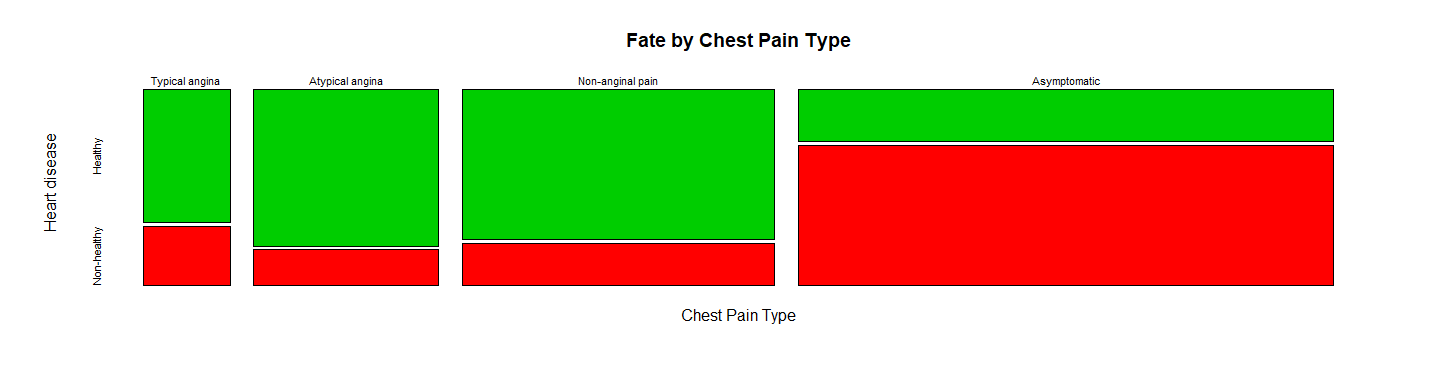 Fate by Chest Pain Type
Typical angina
Atypical angina
Non-anginal pain
Asymptomatic
Heart disease
Healthy
Non-healthy
Chest Pain Type